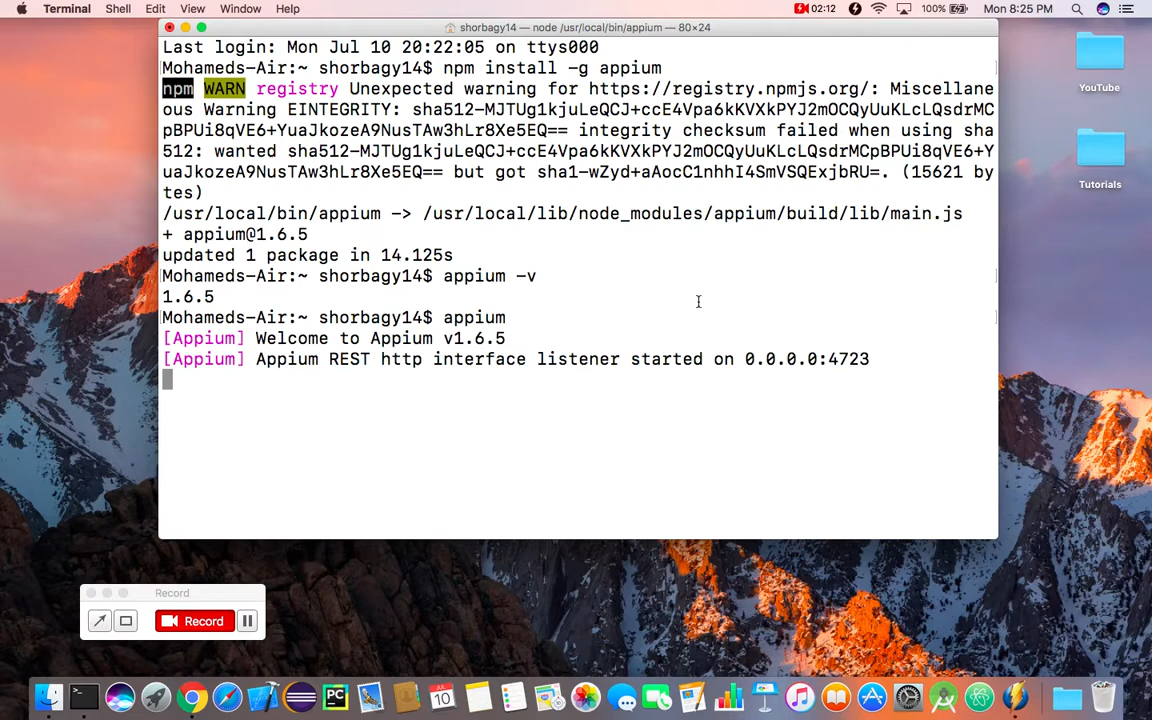 Terminal Shell Edit View Window Help 02:12 100% Mon 8:25 PM
shorbagy14 — node /usr/local/bin/appium — 80×24
Last login: Mon Jul 10 20:22:05 on ttys000
Mohameds-Air:~ shorbagy14$ npm install -g appium
npm WARN registry Unexpected warning for https://registry.npmjs.org/: Miscellane
ous Warning EINTEGRITY: sha512-MJTUg1kjuLeQCJ+ccE4Vpa6kKVXkPYJ2mOCQyUuKLcLQsdrMC
pBPUi8qVE6+YuaJkozeA9NusTAw3hLr8Xe5EQ== integrity checksum failed when using sha
512: wanted sha512-MJTUg1kjuLeQCJ+ccE4Vpa6kKVXkPYJ2mOCQyUuKLcLQsdrMCpBPUi8qVE6+Y
uaJkozeA9NusTAw3hLr8Xe5EQ== but got sha1-wZyd+aAocC1nhhI4SmVSQExjbRU=. (15621 by
tes)
/usr/local/bin/appium -> /usr/local/lib/node_modules/appium/build/lib/main.js
+ appium@1.6.5
updated 1 package in 14.125s
Mohameds-Air:~ shorbagy14$ appium -v
1.6.5
Mohameds-Air:~ shorbagy14$ appium
[Appium] Welcome to Appium v1.6.5
[Appium] Appium REST http interface listener started on 0.0.0.0:4723
YouTube
Tutorials
Record
Record
PC
10